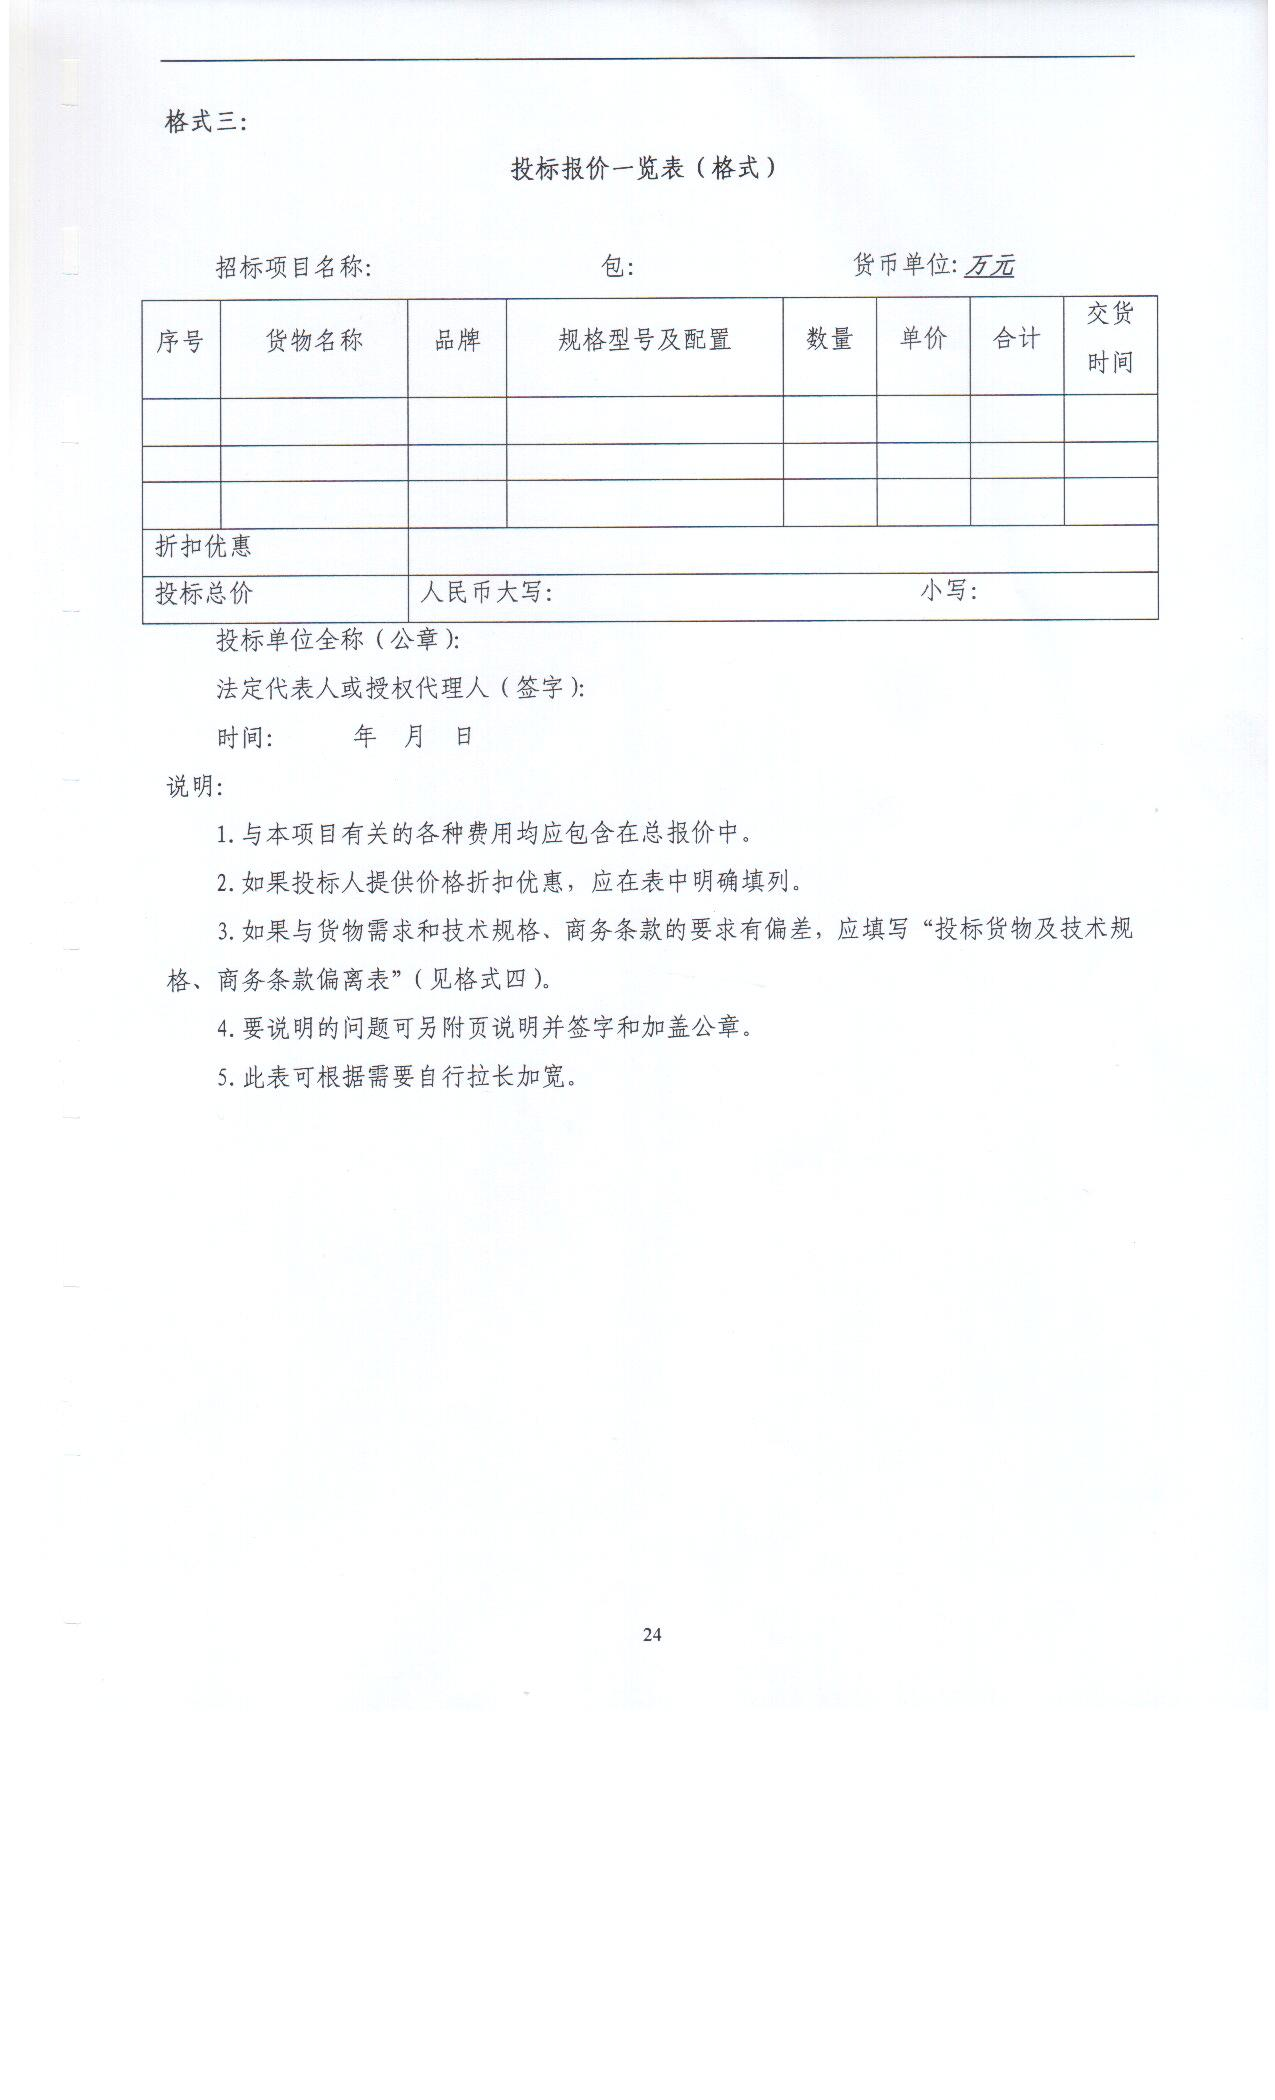 格式三：
投标报价一览表（格式）
招标项目名称： 包： 货币单位：万元
序号 货物名称 品牌 规格型号及配置 数量 单价 合计 交货
时间
折扣优惠
投标总价 人民币大写： 小写：
投标单位全称（公章）：
法定代表人或授权代理人（签字）：
时间： 年 月 日
说明：
1.与本项目有关的各种费用均应包含在总报价中。
2.如果投标人提供价格折扣优惠，应在表中明确填列。
3.如果与货物需求和技术规格、商务条款的要求有偏差，应填写“投标货物及技术规
格、商务条款偏离表”（见格式四）。
4.要说明的问题可另附页说明并签字和加盖公章。
5.此表可根据需要自行拉长加宽。
24